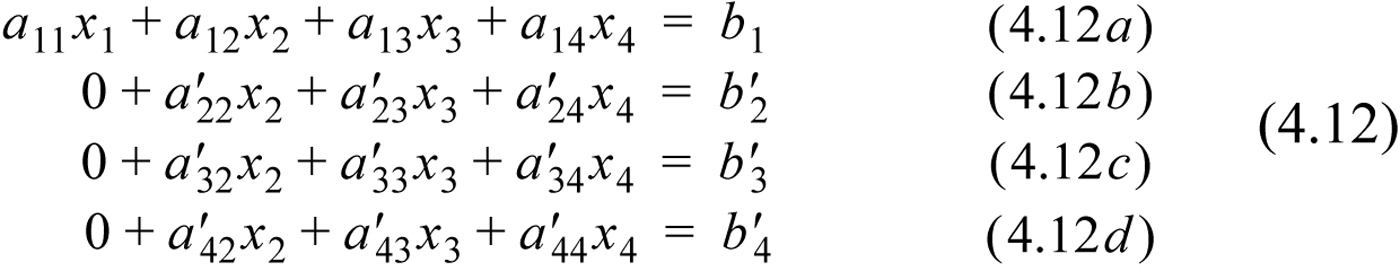 a₁₁x₁ + a₁₂x₂ + a₁₃x₃ + a₁₄x₄ = b₁ (4.12a)
0 + a′₂₂x₂ + a′₂₃x₃ + a′₂₄x₄ = b′₂ (4.12b)
(4.12)
0 + a′₃₂x₂ + a′₃₃x₃ + a′₃₄x₄ = b′₃ (4.12c)
0 + a′₄₂x₂ + a′₄₃x₃ + a′₄₄x₄ = b′₄ (4.12d)